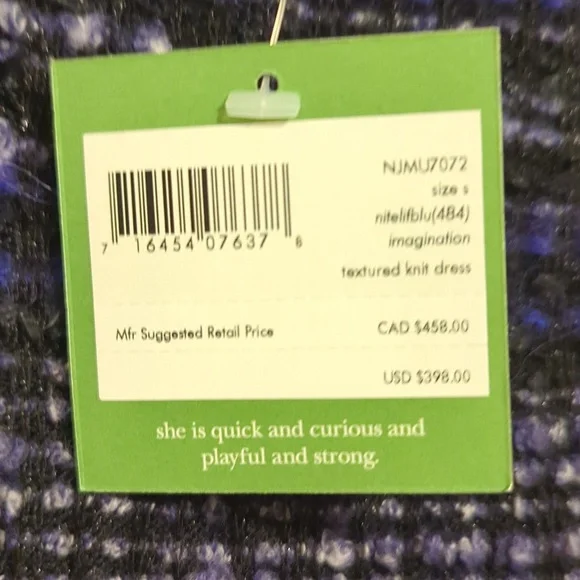 NJMU7072
size s
nitelifblu(484)
imagination
textured knit dress
7 16454 07637 8
Mfr Suggested Retail Price
CAD $458.00
USD $398.00
she is quick and curious and
playful and strong.